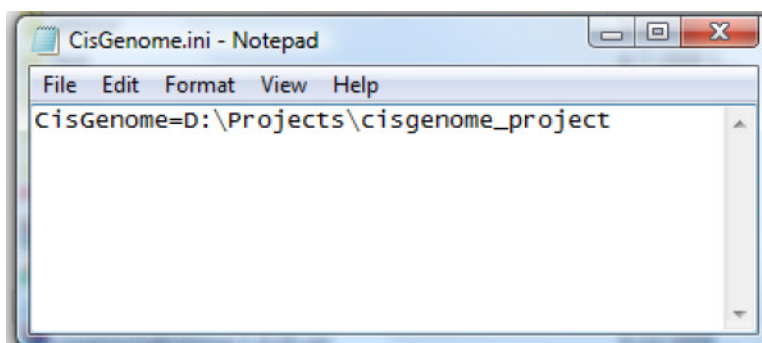 CisGenome.ini - Notepad
File Edit Format View Help
CisGenome=D:\Projects\cisgenome_project